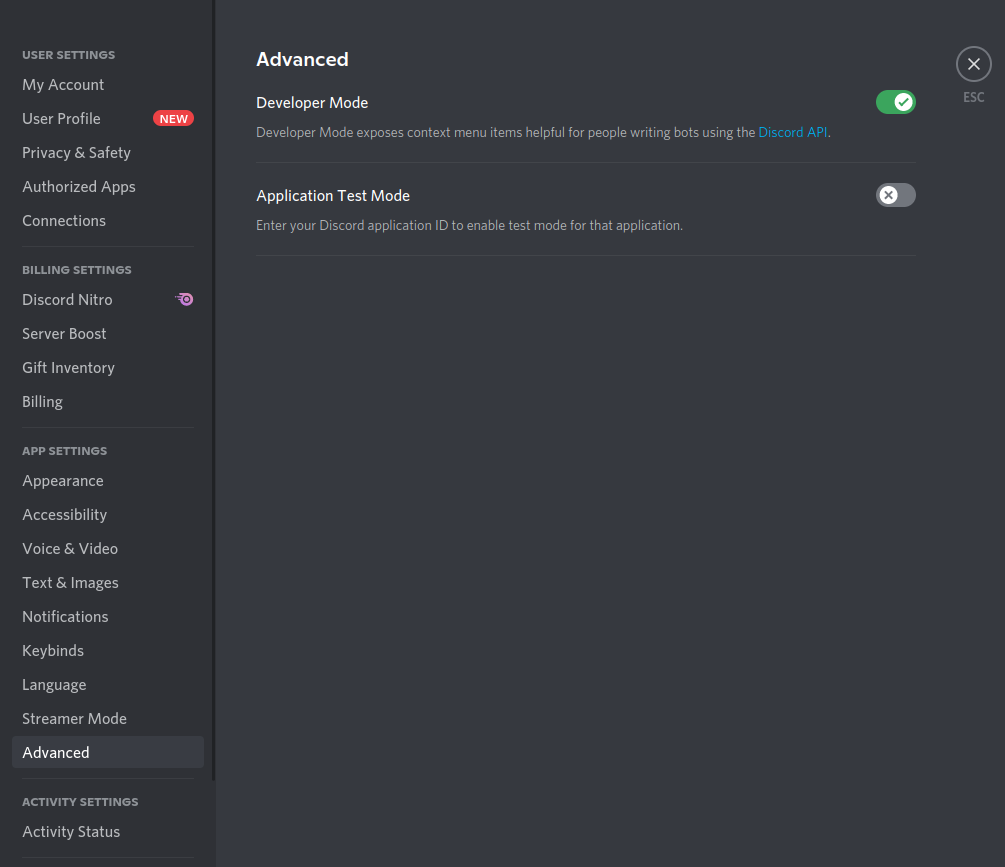 USER SETTINGS
My Account
User Profile NEW
Privacy & Safety
Authorized Apps
Connections
BILLING SETTINGS
Discord Nitro
Server Boost
Gift Inventory
Billing
APP SETTINGS
Appearance
Accessibility
Voice & Video
Text & Images
Notifications
Keybinds
Language
Streamer Mode
Advanced
ACTIVITY SETTINGS
Activity Status
Advanced
Developer Mode
Developer Mode exposes context menu items helpful for people writing bots using the Discord API.
Application Test Mode
Enter your Discord application ID to enable test mode for that application.
ESC